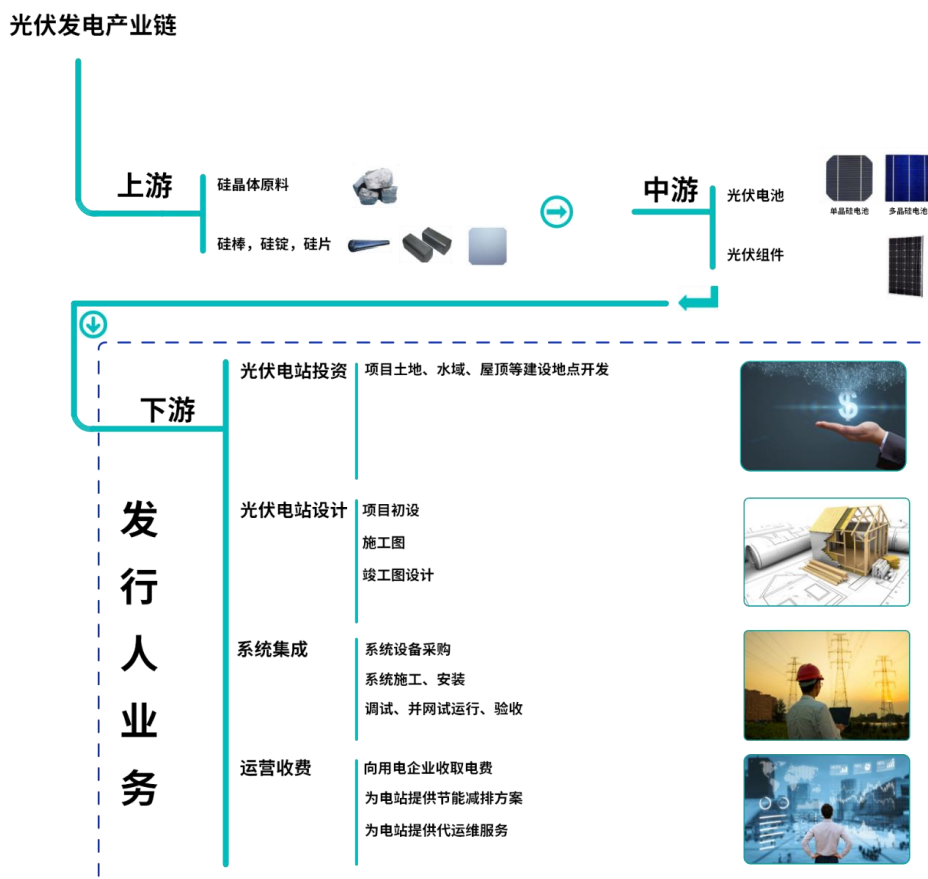 光伏发电产业链
上游
硅晶体原料
硅棒，硅锭，硅片
中游
光伏电池
单晶硅电池
多晶硅电池
光伏组件
下游
发行人业务
光伏电站投资
项目土地、水域、屋顶等建设地点开发
光伏电站设计
项目初设
施工图
竣工图设计
系统集成
系统设备采购
系统施工、安装
调试、并网试运行、验收
运营收费
向用电企业收取电费
为电站提供节能减排方案
为电站提供代运维服务